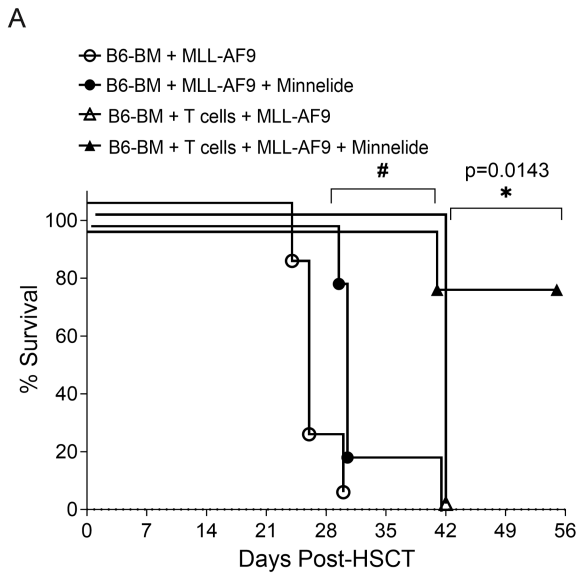 A
B6-BM + MLL-AF9
B6-BM + MLL-AF9 + Minnelide
B6-BM + T cells + MLL-AF9
B6-BM + T cells + MLL-AF9 + Minnelide
# p=0.0143
*
100
80
60
40
20
0
% Survival
0 7 14 21 28 35 42 49 56
Days Post-HSCT